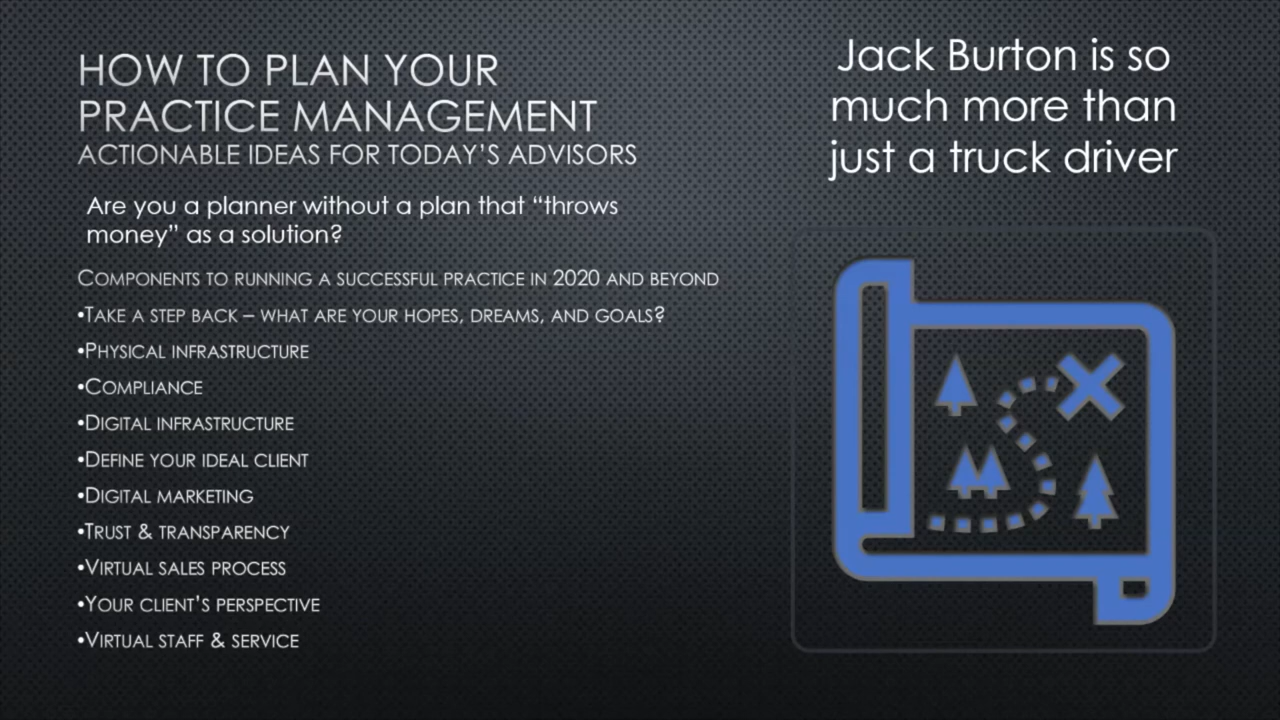 HOW TO PLAN YOUR
PRACTICE MANAGEMENT
ACTIONABLE IDEAS FOR TODAY'S ADVISORS
Are you a planner without a plan that “throws
money” as a solution?
COMPONENTS TO RUNNING A SUCCESSFUL PRACTICE IN 2020 AND BEYOND
•TAKE A STEP BACK – WHAT ARE YOUR HOPES, DREAMS, AND GOALS?
•PHYSICAL INFRASTRUCTURE
•COMPLIANCE
•DIGITAL INFRASTRUCTURE
•DEFINE YOUR IDEAL CLIENT
•DIGITAL MARKETING
•TRUST & TRANSPARENCY
•VIRTUAL SALES PROCESS
•YOUR CLIENT'S PERSPECTIVE
•VIRTUAL STAFF & SERVICE
Jack Burton is so
much more than
just a truck driver